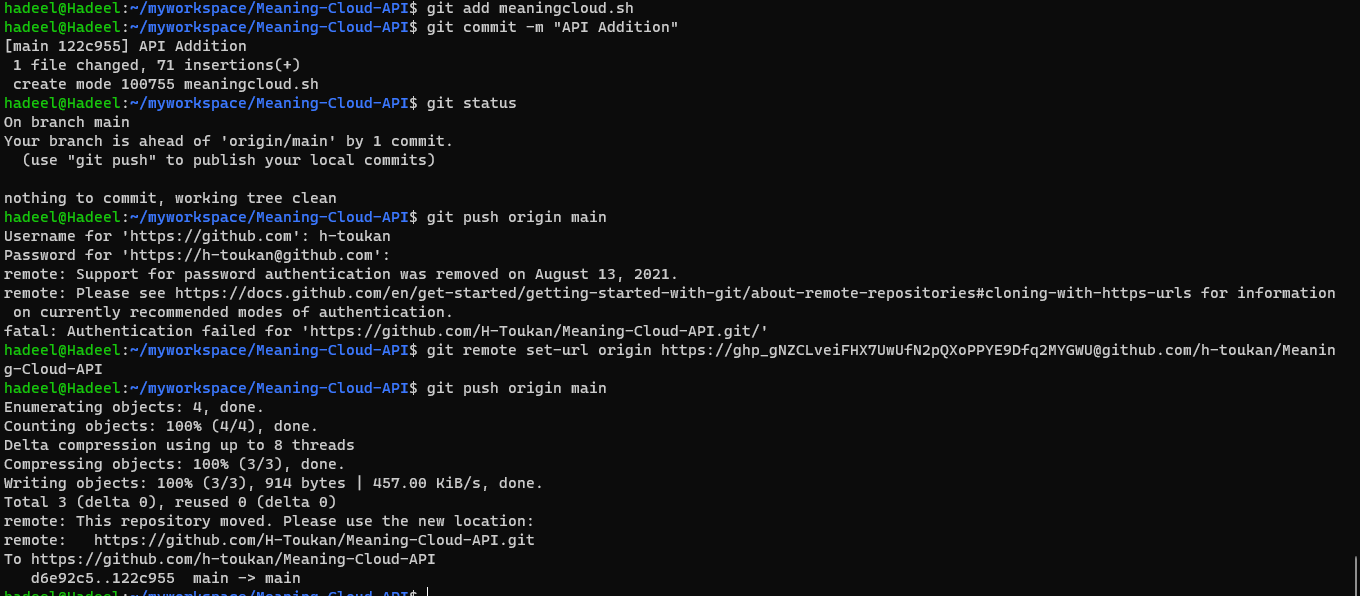 hadeel@Hadeel:~/myworkspace/Meaning-Cloud-API$ git add meaningcloud.sh
hadeel@Hadeel:~/myworkspace/Meaning-Cloud-API$ git commit -m "API Addition"
[main 122c955] API Addition
 1 file changed, 71 insertions(+)
 create mode 100755 meaningcloud.sh
hadeel@Hadeel:~/myworkspace/Meaning-Cloud-API$ git status
On branch main
Your branch is ahead of 'origin/main' by 1 commit.
  (use "git push" to publish your local commits)
nothing to commit, working tree clean
hadeel@Hadeel:~/myworkspace/Meaning-Cloud-API$ git push origin main
Username for 'https://github.com': h-toukan
Password for 'https://h-toukan@github.com':
remote: Support for password authentication was removed on August 13, 2021.
remote: Please see https://docs.github.com/en/get-started/getting-started-with-git/about-remote-repositories#cloning-with-https-urls for information
 on currently recommended modes of authentication.
fatal: Authentication failed for 'https://github.com/H-Toukan/Meaning-Cloud-API.git/'
hadeel@Hadeel:~/myworkspace/Meaning-Cloud-API$ git remote set-url origin https://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@github.com/h-toukan/Meanin
g-Cloud-API
hadeel@Hadeel:~/myworkspace/Meaning-Cloud-API$ git push origin main
Enumerating objects: 4, done.
Counting objects: 100% (4/4), done.
Delta compression using up to 8 threads
Compressing objects: 100% (3/3), done.
Writing objects: 100% (3/3), 914 bytes | 457.00 KiB/s, done.
Total 3 (delta 0), reused 0 (delta 0)
remote: This repository moved. Please use the new location:
remote:   https://github.com/H-Toukan/Meaning-Cloud-API.git
To https://github.com/h-toukan/Meaning-Cloud-API
   d6e92c5..122c955  main -> main
hadeel@Hadeel:~/myworkspace/Meaning-Cloud-API$